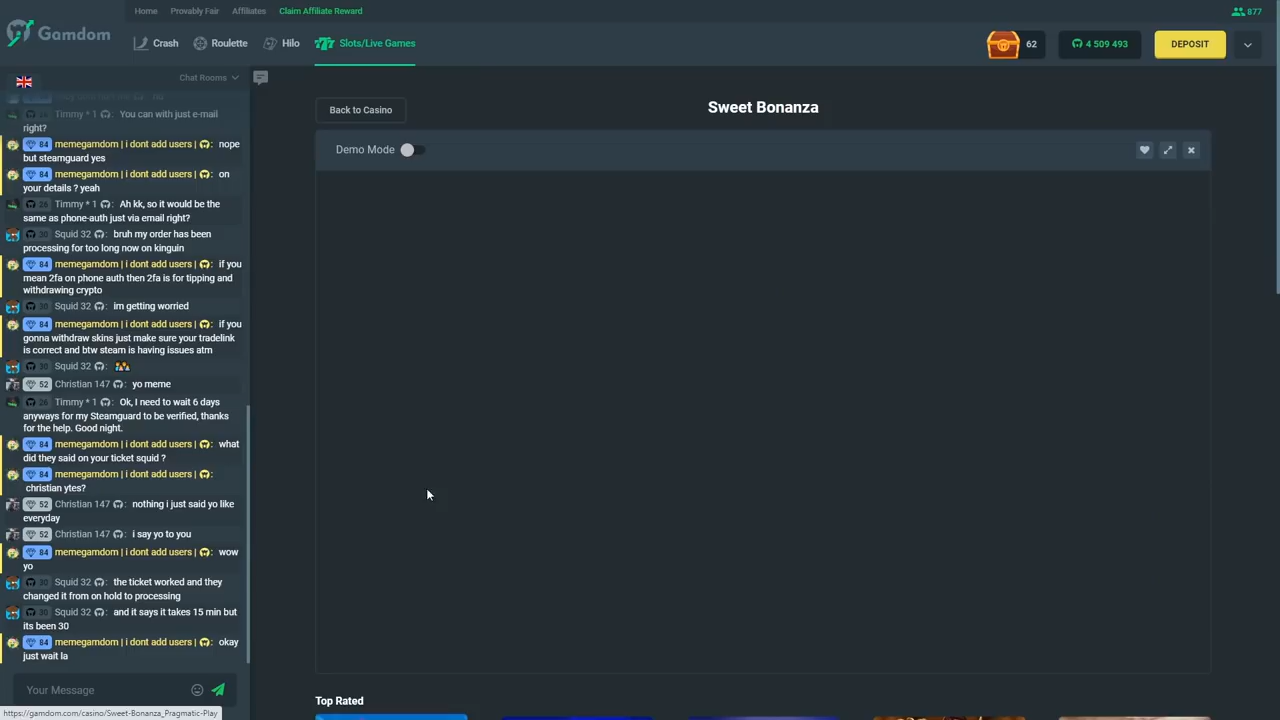 Home Provably Fair Affiliates Claim Affiliate Reward 877
Gamdom Crash Roulette Hilo Slots/Live Games 62 4 509 493 DEPOSIT
Chat Rooms
Timmy * 1 : You can with just e-mail
right?
84 memegamdom | i dont add users | : nope
but steamguard yes
84 memegamdom | i dont add users | : on
your details ? yeah
26 Timmy * 1 : Ah kk, so it would be the
same as phone-auth just via email right?
30 Squid 32 : bruh my order has been
processing for too long now on kinguin
84 memegamdom | i dont add users | : if you
mean 2fa on phone auth then 2fa is for tipping and
withdrawing crypto
30 Squid 32 : im getting worried
84 memegamdom | i dont add users | : if you
gonna withdraw skins just make sure your tradelink
is correct and btw steam is having issues atm
30 Squid 32 :
52 Christian 147 : yo meme
26 Timmy * 1 : Ok, I need to wait 6 days
anyways for my Steamguard to be verified, thanks
for the help. Good night.
84 memegamdom | i dont add users | : what
did they said on your ticket squid ?
84 memegamdom | i dont add users | :
christian ytes?
52 Christian 147 : nothing i just said yo like
everyday
52 Christian 147 : i say yo to you
84 memegamdom | i dont add users | : wow
yo
30 Squid 32 : the ticket worked and they
changed it from on hold to processing
30 Squid 32 : and it says it takes 15 min but
its been 30
84 memegamdom | i dont add users | : okay
just wait la
Your Message
https://gamdom.com/casino/Sweet-Bonanza_Pragmatic-Play
Back to Casino
Sweet Bonanza
Demo Mode
Top Rated